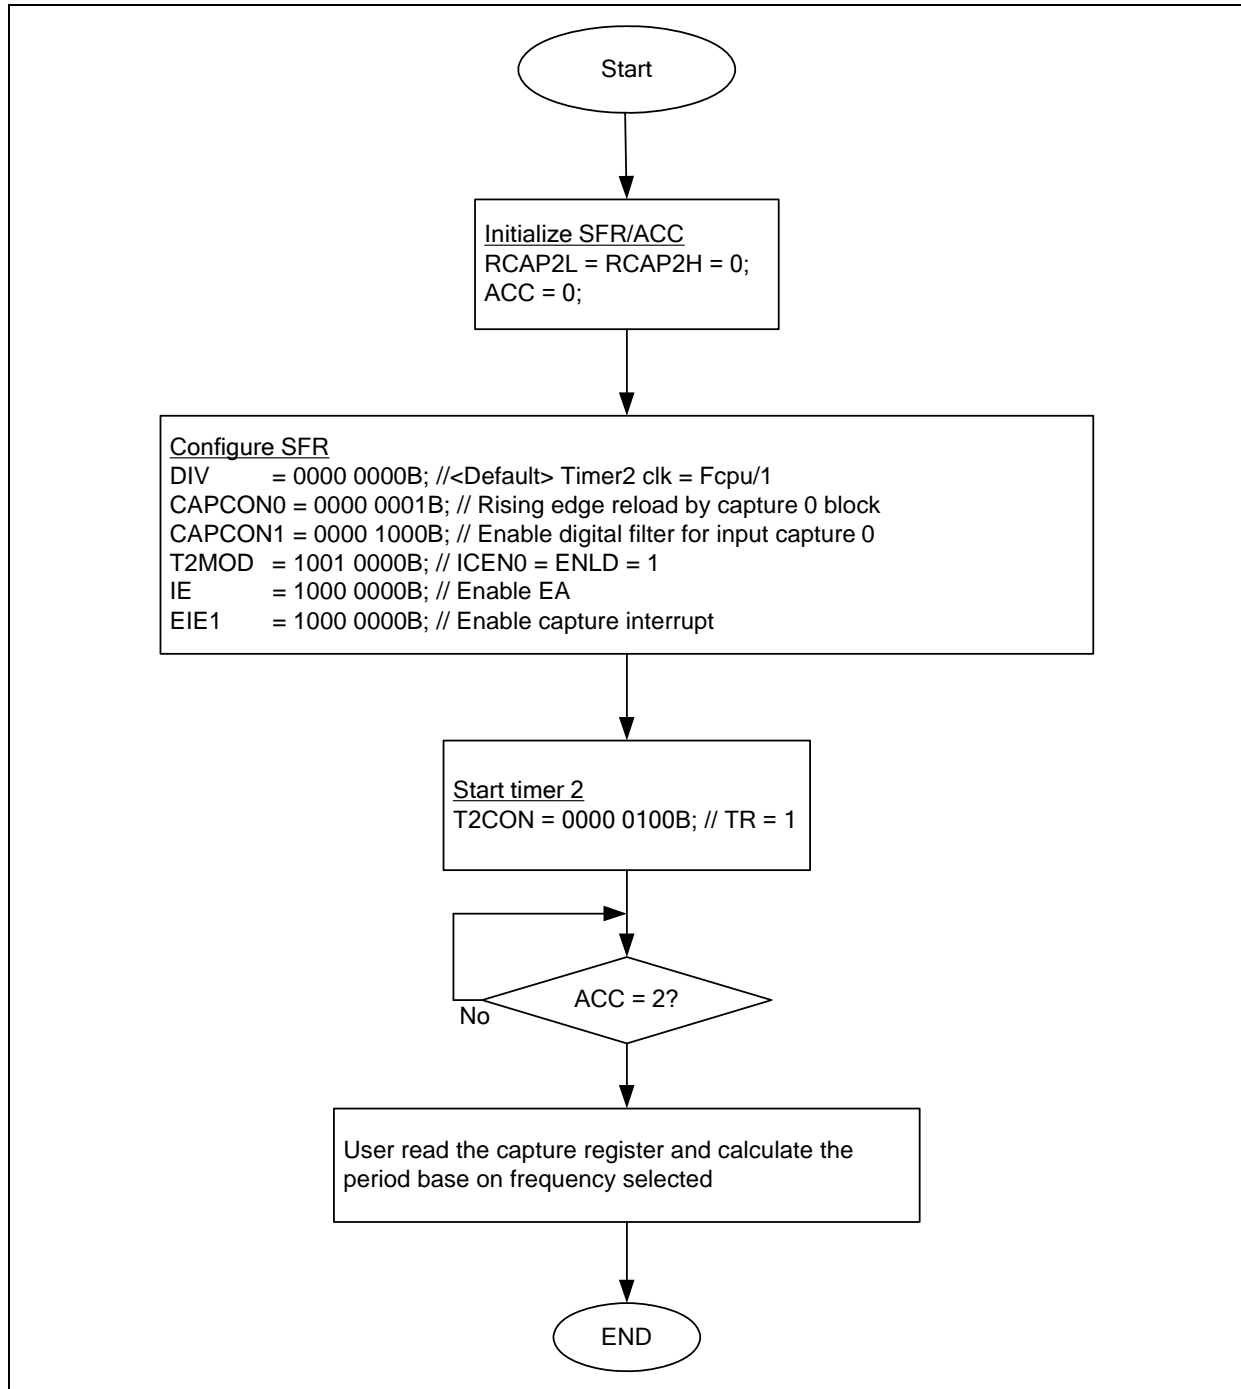 Start
Initialize SFR/ACC
RCAP2L = RCAP2H = 0;
ACC = 0;
Configure SFR
DIV = 0000 0000B; //<Default> Timer2 clk = Fcpu/1
CAPCON0 = 0000 0001B; // Rising edge reload by capture 0 block
CAPCON1 = 0000 1000B; // Enable digital filter for input capture 0
T2MOD = 1001 0000B; // ICEN0 = ENLD = 1
IE = 1000 0000B; // Enable EA
EIE1 = 1000 0000B; // Enable capture interrupt
Start timer 2
T2CON = 0000 0100B; // TR = 1
ACC = 2?
No
User read the capture register and calculate the
period base on frequency selected
END